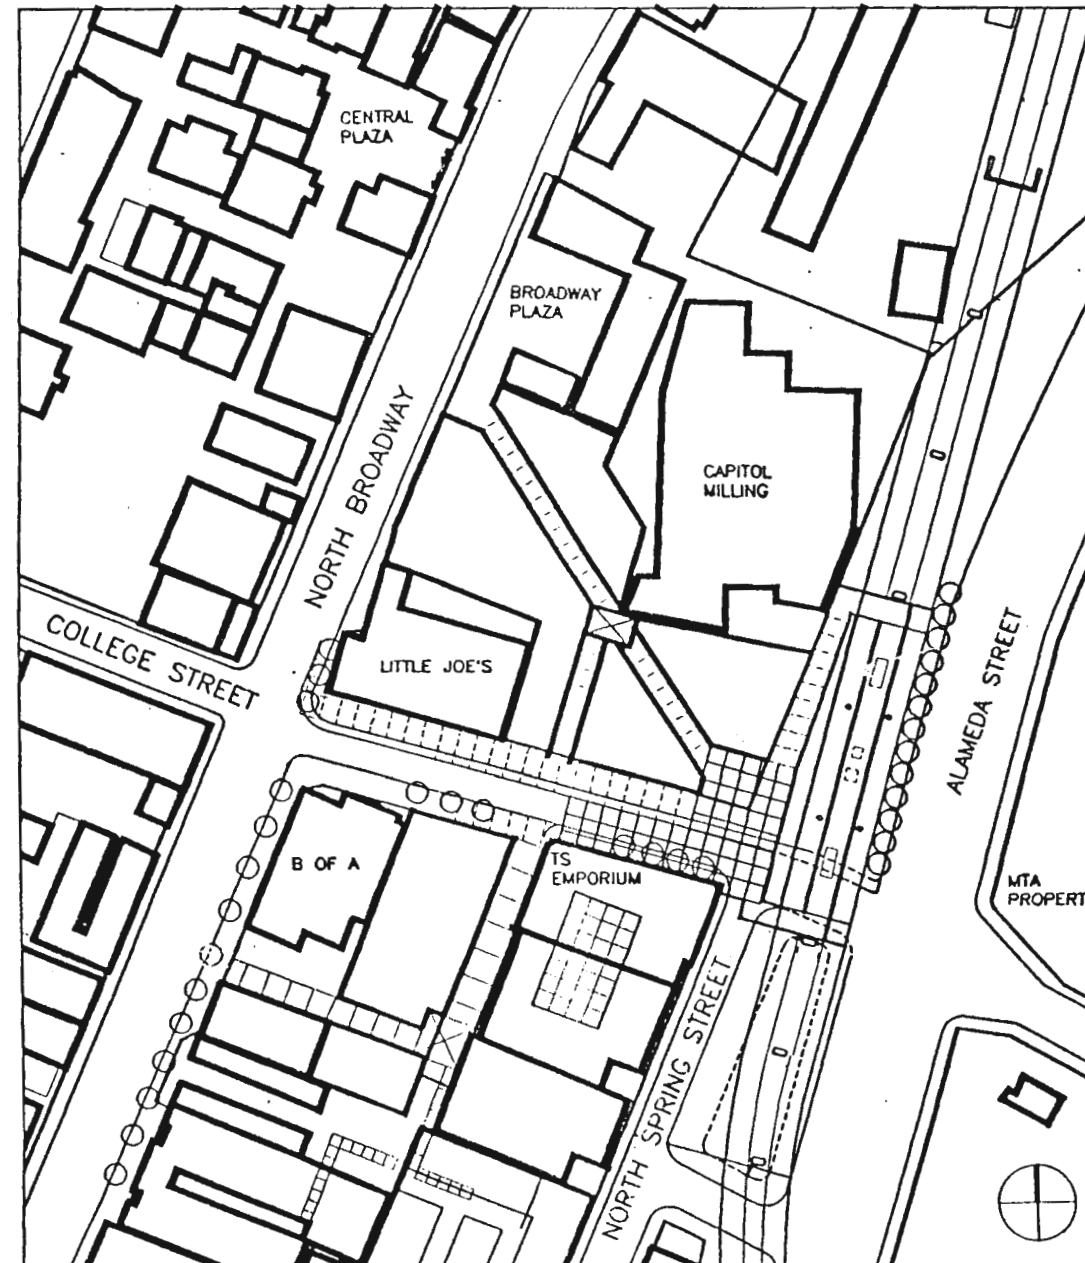 CENTRAL
PLAZA
BROADWAY
PLAZA
NORTH BROADWAY
CAPITOL
MILLING
COLLEGE STREET
LITTLE JOE'S
ALAMEDA STREET
B OF A
TS
EMPORIUM
MTA
PROPERT
NORTH SPRING STREET